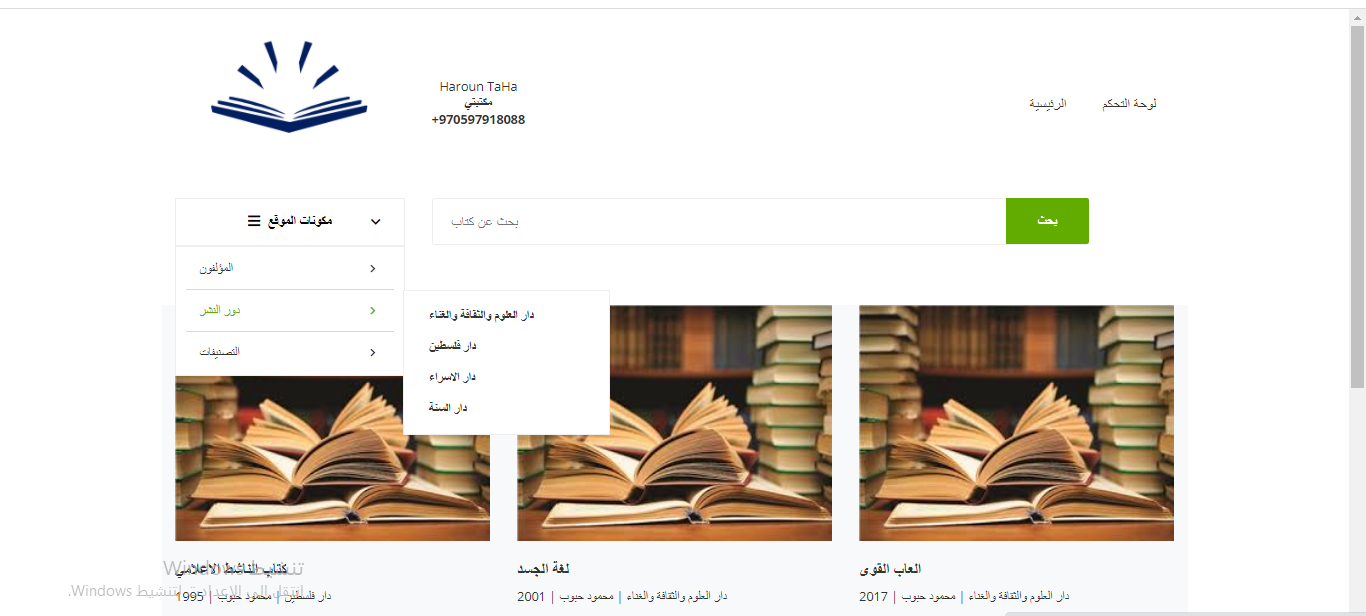 Haroun TaHa
مكتبتي
+970597918088
الرئيسية
لوحة التحكم
مكونات الموقع
بحث عن كتاب
بحث
المؤلفون
دور النشر
التصنيفات
دار العلوم والثقافة والغناء
دار فلسطين
دار الاسراء
دار السنة
كتاب الناشط الاعلامي
دار فلسطين | محمود حبوب | 1995
لغة الجسد
دار العلوم والثقافة والغناء | محمود حبوب | 2001
العاب القوى
دار العلوم والثقافة والغناء | محمود حبوب | 2017
تنشيط Windows
انتقل إلى الإعدادات لتنشيط Windows.